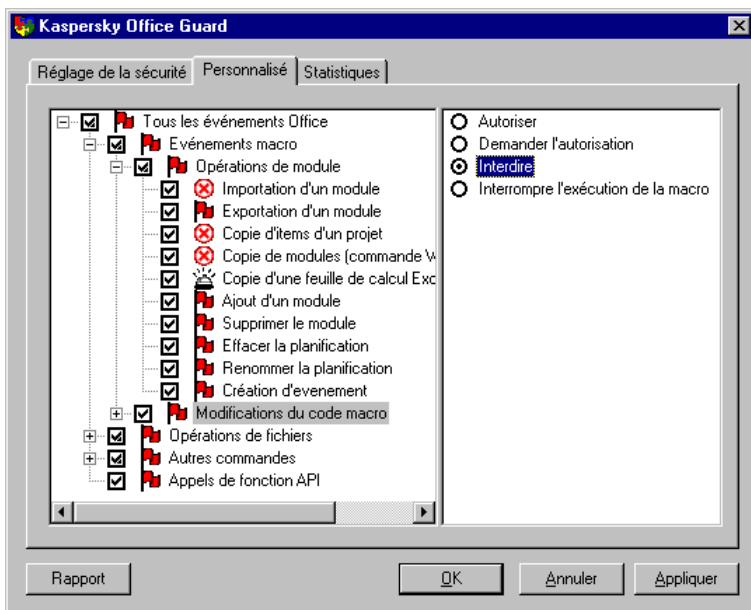 Kaspersky Office Guard
Réglage de la sécurité
Personnalisé
Statistiques
Tous les événements Office
Evénements macro
Opérations de module
Importation d'un module
Exportation d'un module
Copie d'items d'un projet
Copie de modules (commande
Copie d'une feuille de calcul
Ajout d'un module
Supprimer le module
Effacer la planification
Renommer la planification
Création d'evenement
Modifications du code macro
Opérations de fichiers
Autres commandes
Appels de fonction API
Autoriser
Demander l'autorisation
Interdire
Interrompre l'exécution de la macro
Rapport
OK
Annuler
Appliquer